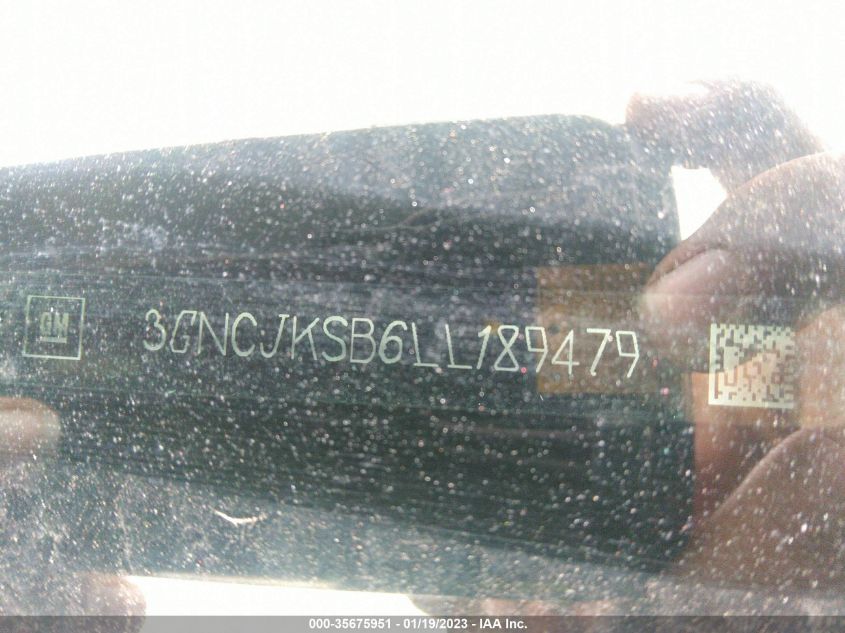 GM 3GNCJKSB6LL189479
000-35675951 - 01/19/2023 - IAA Inc.